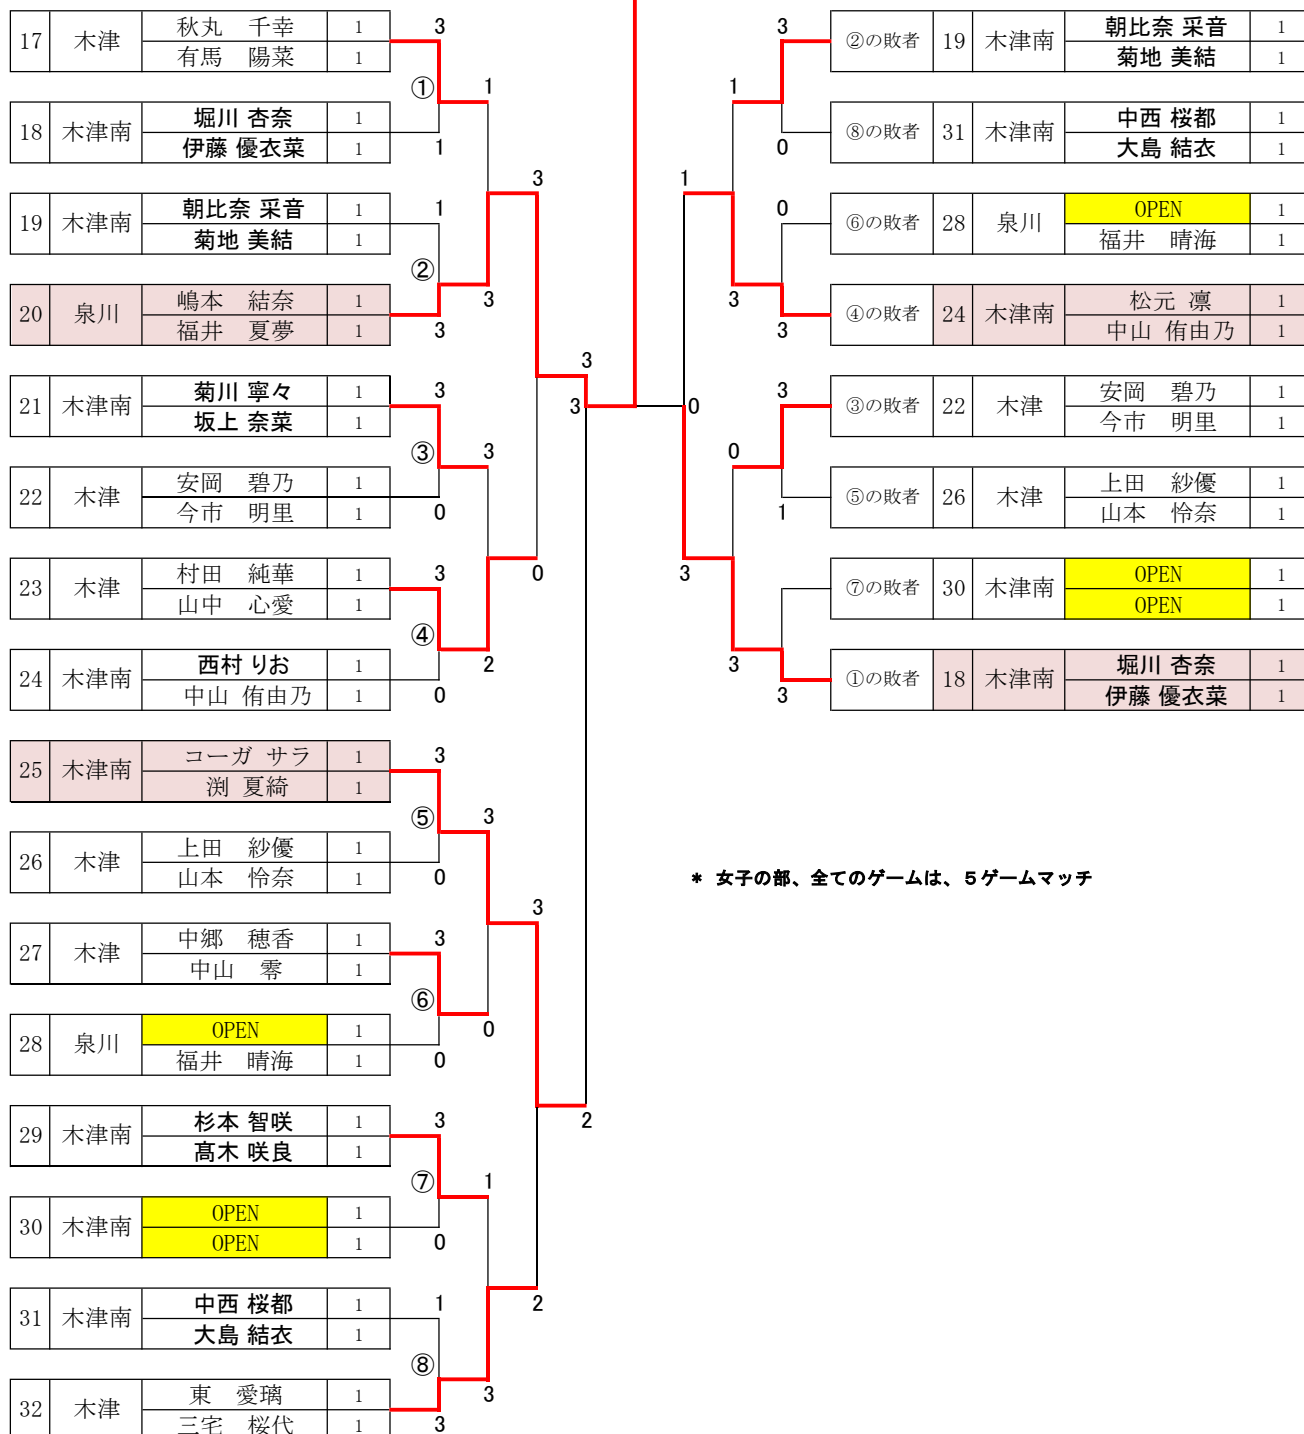 17 木津 秋丸 千幸 1
有馬 陽菜 1
3
①
1
18 木津南 堀川 杏奈 1
伊藤 優衣菜 1
1
3
19 木津南 朝比奈 采音 1
菊地 美結 1
1
②
3
20 泉川 嶋本 結奈 1
福井 夏夢 1
3
3
21 木津南 菊川 寧々 1
坂上 奈菜 1
3
3
③
3
22 木津 安岡 碧乃 1
今市 明里 1
0
23 木津 村田 純華 1
山中 心愛 1
3
0
④
2
24 木津南 西村 りお 1
中山 侑由乃 1
0
25 木津南 コーガ サラ 1
渕 夏綺 1
3
⑤
3
26 木津 上田 紗優 1
山本 怜奈 1
0
3
27 木津 中郷 穂香 1
中山 零 1
3
⑥
0
28 泉川 OPEN 1
福井 晴海 1
0
29 木津南 杉本 智咲 1
髙木 咲良 1
3
2
⑦
1
30 木津南 OPEN 1
OPEN 1
0
31 木津南 中西 桜都 1
大島 結衣 1
1
2
⑧
3
32 木津 東 愛璃 1
三宅 桜代 1
3
3
②の敗者 19 木津南 朝比奈 采音 1
菊地 美結 1
1
⑧の敗者 31 木津南 中西 桜都 1
大島 結衣 1
0
1
0
⑥の敗者 28 泉川 OPEN 1
福井 晴海 1
3
④の敗者 24 木津南 松元 凛 1
中山 侑由乃 1
3
0
3
③の敗者 22 木津 安岡 碧乃 1
今市 明里 1
0
⑤の敗者 26 木津 上田 紗優 1
山本 怜奈 1
1
3
⑦の敗者 30 木津南 OPEN 1
OPEN 1
3
①の敗者 18 木津南 堀川 杏奈 1
伊藤 優衣菜 1
3
* 女子の部、全てのゲームは、５ゲームマッチ